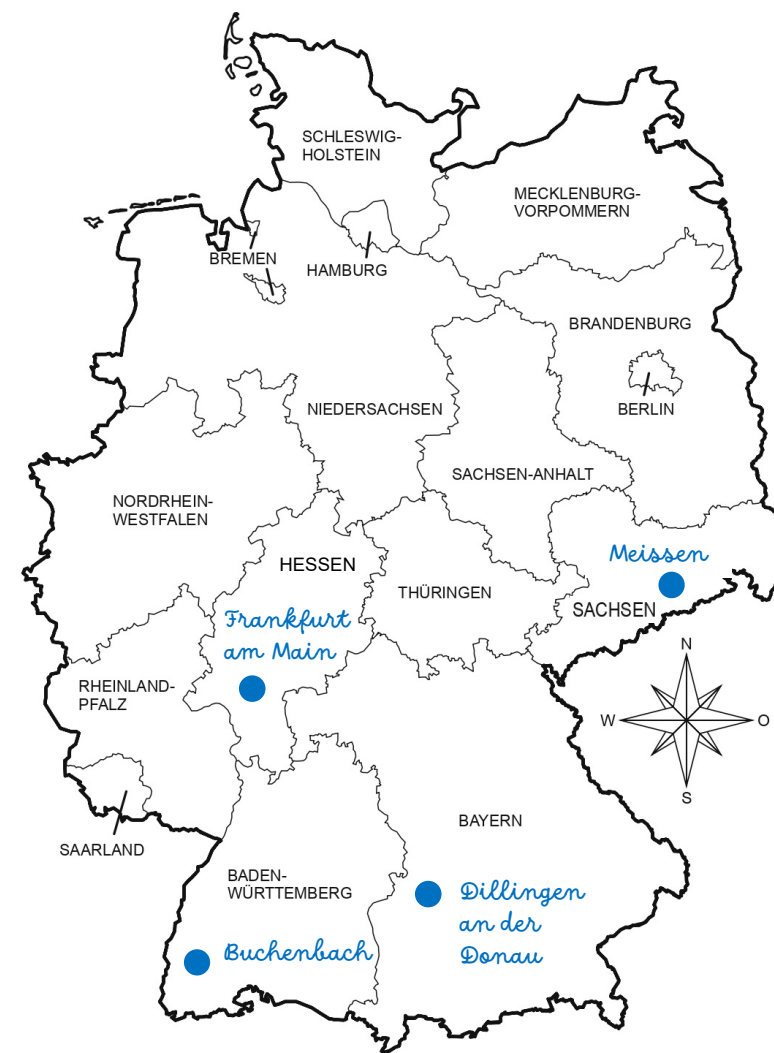 SCHLESWIG-
HOLSTEIN
MECKLENBURG-
VORPOMMERN
BREMEN
HAMBURG
BRANDENBURG
BERLIN
NIEDERSACHSEN
SACHSEN-ANHALT
NORDRHEIN-
WESTFALEN
Meissen
HESSEN
THÜRINGEN
SACHSEN
Frankfurt
am Main
N
RHEINLAND-
PFALZ
W
O
S
BAYERN
SAARLAND
BADEN-
WÜRTTEMBERG
Dillingen
an der
Donau
Buchenbach